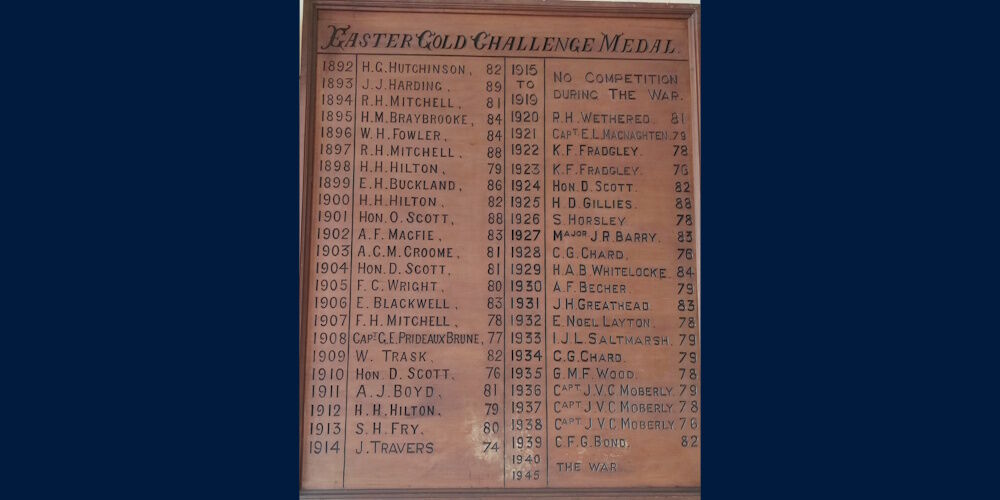 EASTER GOLD CHALLENGE MEDAL.
1892 H.G. HUTCHINSON, 82
1893 J.J. HARDING, 89
1894 R.H. MITCHELL, 81
1895 H.M. BRAYBROOKE, 84
1896 W.H. FOWLER, 84
1897 R.H. MITCHELL, 88
1898 H.H. HILTON, 79
1899 E.H. BUCKLAND, 86
1900 H.H. HILTON, 82
1901 HON. O. SCOTT, 88
1902 A.F. MACFIE, 83
1903 A.C.M. CROOME, 81
1904 HON. D. SCOTT, 81
1905 F.C. WRIGHT, 80
1906 E. BLACKWELL, 83
1907 F.H. MITCHELL, 78
1908 CAPT G.E. PRIDEAUX BRUNE, 77
1909 W. TRASK, 82
1910 HON. D. SCOTT, 76
1911 A.J. BOYD, 81
1912 H.H. HILTON, 79
1913 S.H. FRY, 80
1914 J. TRAVERS 74
1915 TO 1919 NO COMPETITION
DURING THE WAR.
1920 R.H. WETHERED. 81
1921 CAPT E.L. MACNAGHTEN. 79
1922 K.F. FRADGLEY. 78
1923 K.F. FRADGLEY. 76
1924 HON D. SCOTT. 82
1925 H.D. GILLIES. 88
1926 S. HORSLEY 78
1927 MAJOR J.R. BARRY. 83
1928 C.G. CHARD. 76
1929 H.A.B. WHITELOCKE. 84
1930 A.F. BECHER. 79
1931 J.H. GREATHEAD. 83
1932 E. NOEL LAYTON. 78
1933 I.J.L. SALTMARSH. 79
1934 C.G. CHARD. 79
1935 G.M.F. WOOD. 78
1936 CAPT J.V.C MOBERLY. 79
1937 CAPT J.V.C MOBERLY. 78
1938 CAPT J.V.C MOBERLY. 76
1939 C.F.G. BOND. 82
1940
1945 THE WAR